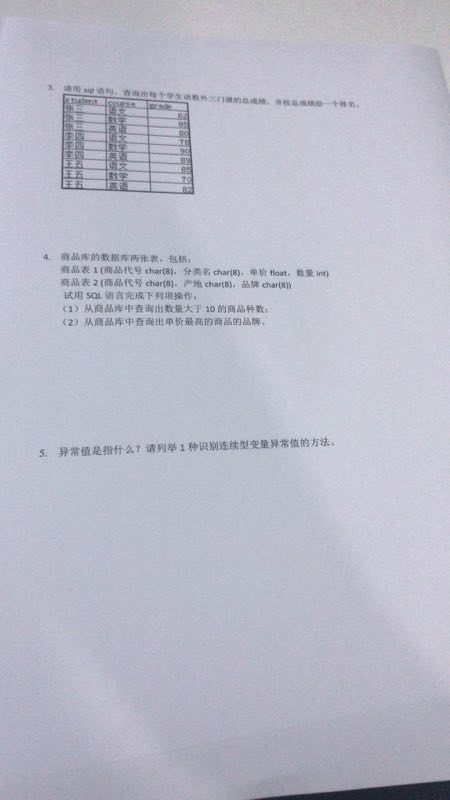 3. 请用 sql 语句，查询出每个学生语数外三门课的总成绩，并按总成绩给一个排名。
student course grade
张三 语文 62
张三 数学 85
张三 英语 80
李四 语文 78
李四 数学 90
李四 英语 89
王五 语文 85
王五 数学 70
王五 英语 82
4. 商品库的数据库两张表，包括：
商品表 1 (商品代号 char(8)，分类名 char(8)，单价 float，数量 int)
商品表 2 (商品代号 char(8)，产地 char(8)，品牌 char(8))
试用 SQL 语言完成下列项操作：
（1）从商品库中查询出数量大于 10 的商品种数；
（2）从商品库中查询出单价最高的商品的品牌。
5. 异常值是指什么？请列举 1 种识别连续型变量异常值的方法。